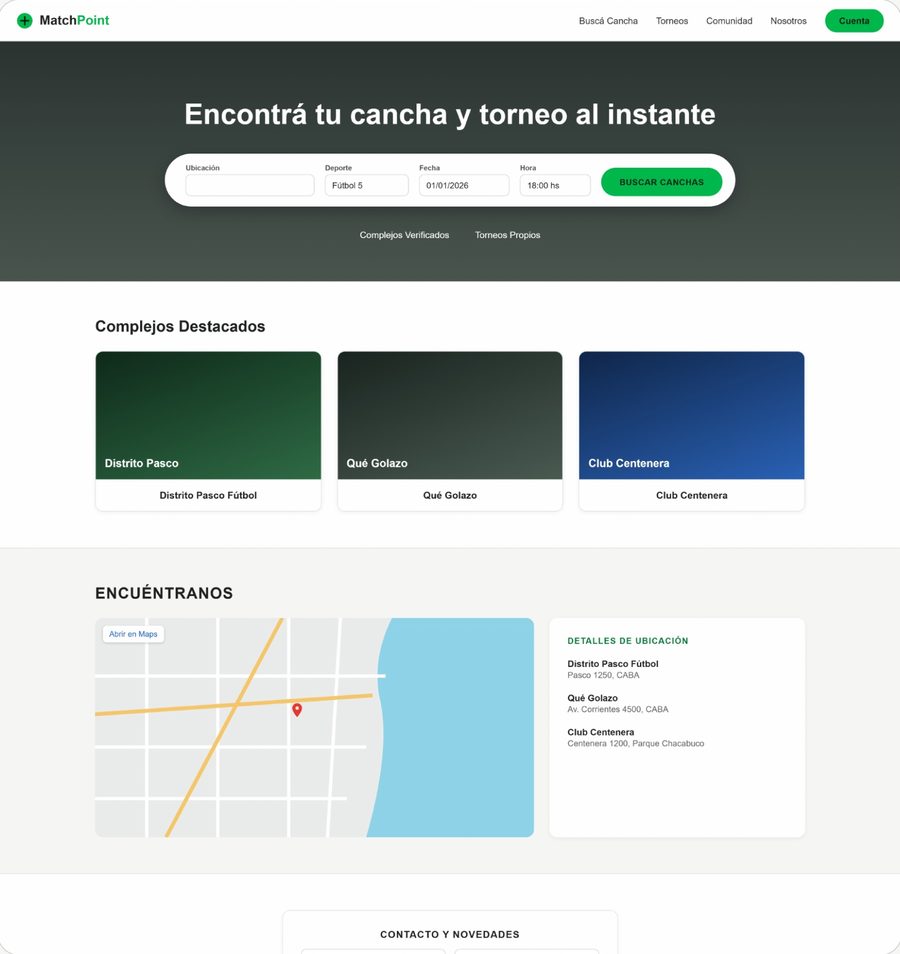 MatchPoint
Buscá Cancha
Torneos
Comunidad
Nosotros
Cuenta
Encontrá tu cancha y torneo al instante
Ubicación
Deporte
Fecha
Hora
Fútbol 5
01/01/2026
18:00 hs
BUSCAR CANCHAS
Complejos Verificados
Torneos Propios
Complejos Destacados
Distrito Pasco
Distrito Pasco Fútbol
Qué Golazo
Qué Golazo
Club Centenera
Club Centenera
ENCUÉNTRANOS
Abrir en Maps
DETALLES DE UBICACIÓN
Distrito Pasco Fútbol
Pasco 1250, CABA
Qué Golazo
Av. Corrientes 4500, CABA
Club Centenera
Centenera 1200, Parque Chacabuco
CONTACTO Y NOVEDADES